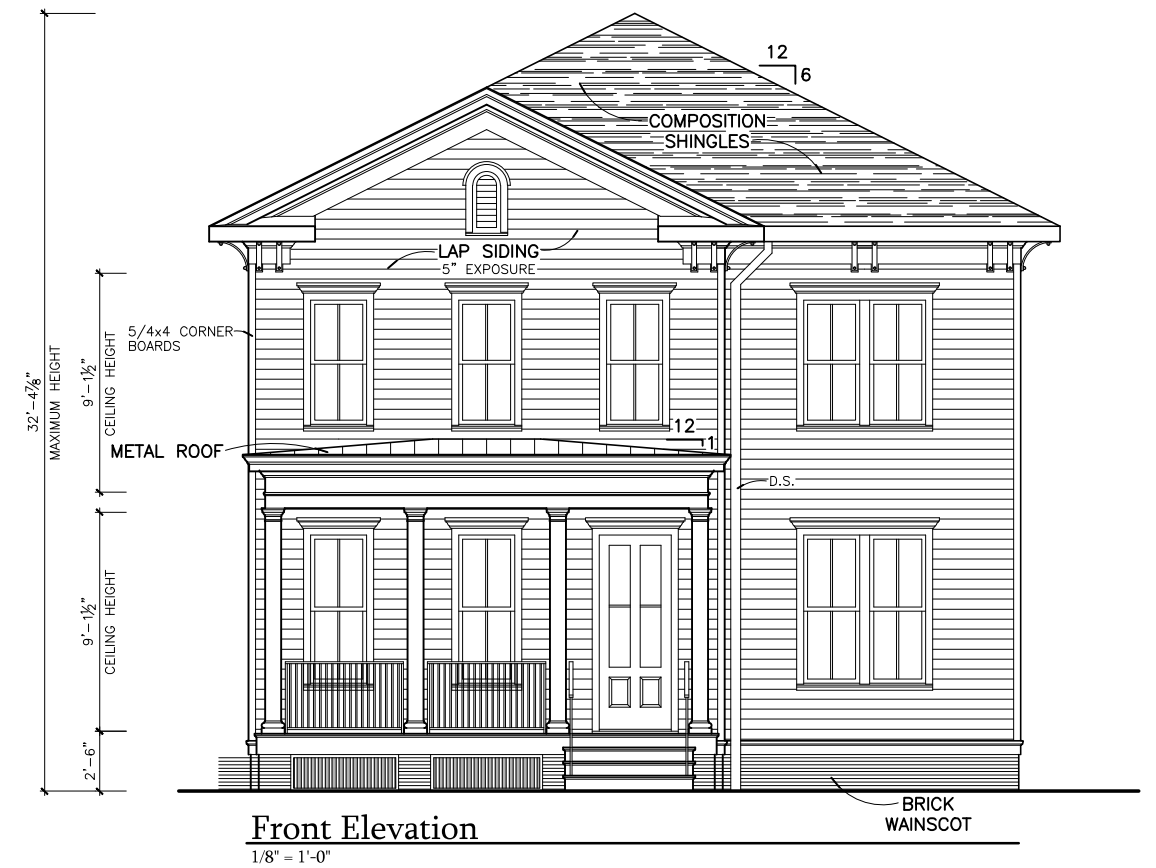 12
6
COMPOSITION
SHINGLES
LAP SIDING
5" EXPOSURE
5/4x4 CORNER
BOARDS
32'-4⅞"
MAXIMUM HEIGHT
9'-1½"
CEILING HEIGHT
METAL ROOF
12
1
D.S.
9'-1½"
CEILING HEIGHT
2'-6"
BRICK
WAINSCOT
Front Elevation
1/8" = 1'-0"